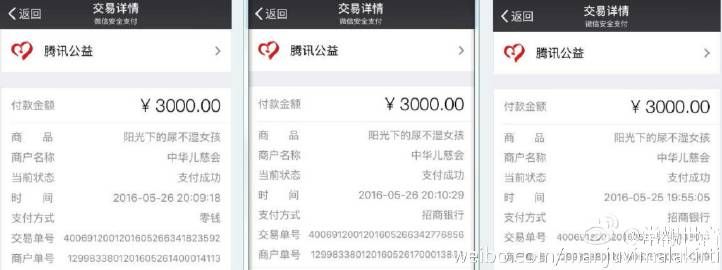 返回
交易详情
微信安全支付
腾讯公益
付款金额 ¥ 3000.00
商 品 阳光下的尿不湿女孩
商户名称 中华儿慈会
当前状态 支付成功
时 间 2016-05-26 20:09:18
支付方式 零钱
交易单号 4006912001201605266341823592
商户单号 1299833801201605261400014113
返回
交易详情
微信安全支付
腾讯公益
付款金额 ¥ 3000.00
商 品 阳光下的尿不湿女孩
商户名称 中华儿慈会
当前状态 支付成功
时 间 2016-05-26 20:10:29
支付方式 招商银行
交易单号 4006912001201605266342776856
商户单号
返回
交易详情
微信安全支付
腾讯公益
付款金额 ¥ 3000.00
商 品 阳光下的尿不湿女孩
商户名称 中华儿慈会
当前状态 支付成功
时 间 2016-05-25 19:55:05
支付方式 招商银行
交易单号
商户单号